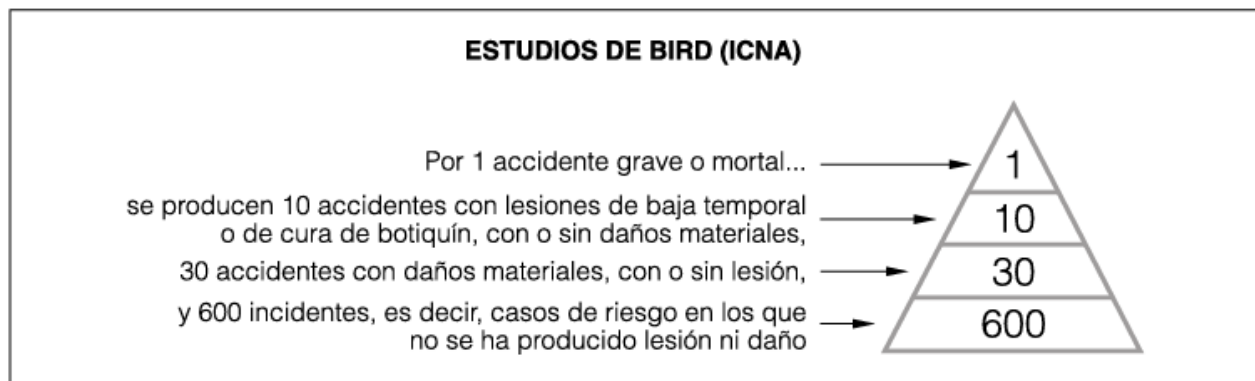 ESTUDIOS DE BIRD (ICNA)
Por 1 accidente grave o mortal...
1
se producen 10 accidentes con lesiones de baja temporal
o de cura de botiquín, con o sin daños materiales,
10
30 accidentes con daños materiales, con o sin lesión,
30
y 600 incidentes, es decir, casos de riesgo en los que
no se ha producido lesión ni daño
600